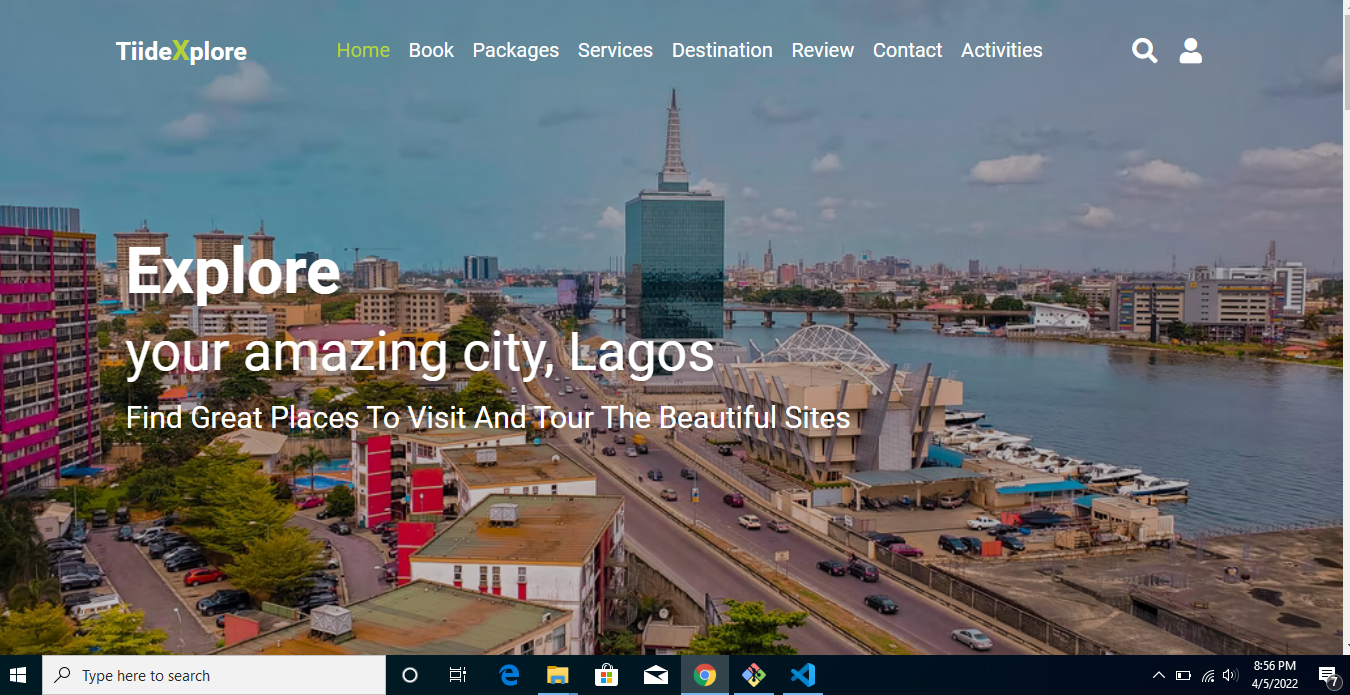 TiideXplore
Home Book Packages Services Destination Review Contact Activities
Explore
your amazing city, Lagos
Find Great Places To Visit And Tour The Beautiful Sites
Type here to search
8:56 PM
4/5/2022
7